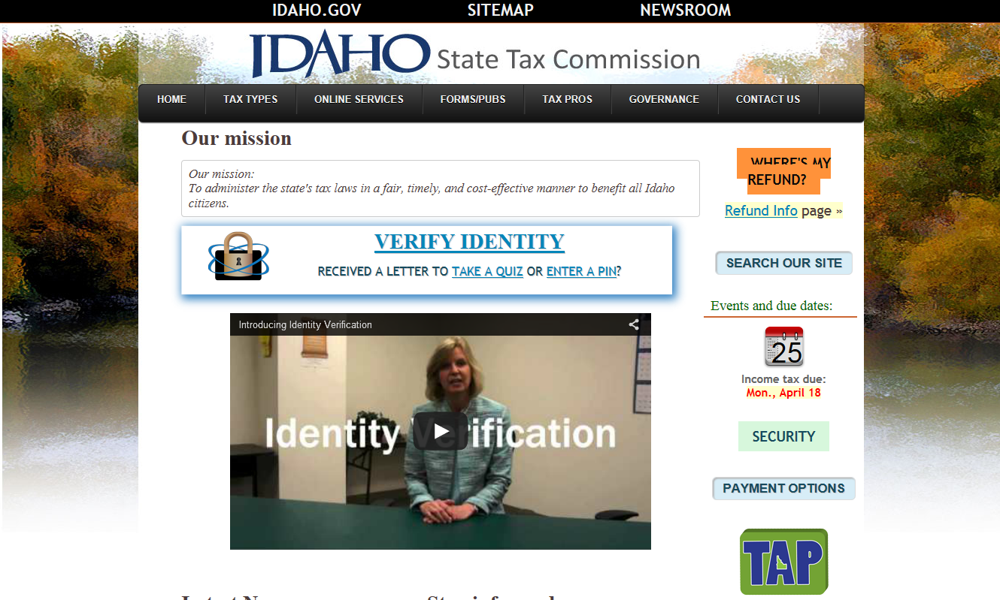 IDAHO.GOV SITEMAP NEWSROOM
IDAHO State Tax Commission
HOME TAX TYPES ONLINE SERVICES FORMS/PUBS TAX PROS GOVERNANCE CONTACT US
Our mission
Our mission:
To administer the state's tax laws in a fair, timely, and cost-effective manner to benefit all Idaho
citizens.
VERIFY IDENTITY
RECEIVED A LETTER TO TAKE A QUIZ OR ENTER A PIN?
Introducing Identity Verification
Identity Verification
WHERE'S MY
REFUND?
Refund Info page »
SEARCH OUR SITE
Events and due dates:
25
Income tax due:
Mon., April 18
SECURITY
PAYMENT OPTIONS
TAP